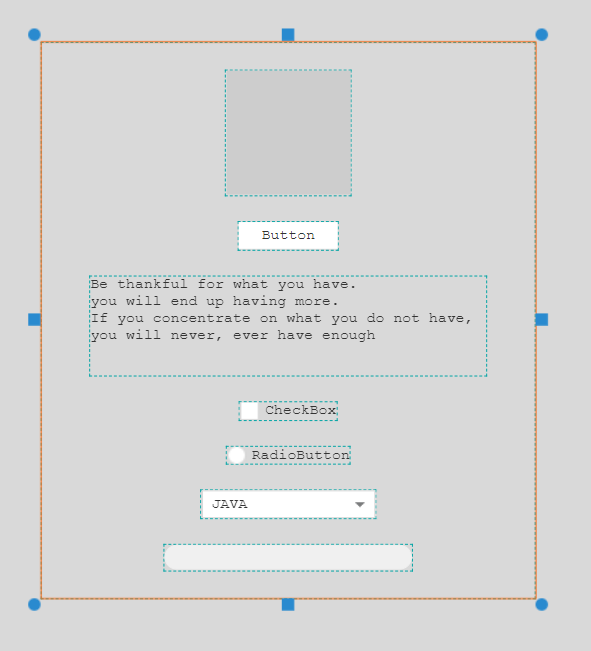 Button
Be thankful for what you have.
you will end up having more.
If you concentrate on what you do not have,
you will never, ever have enough
CheckBox
RadioButton
JAVA